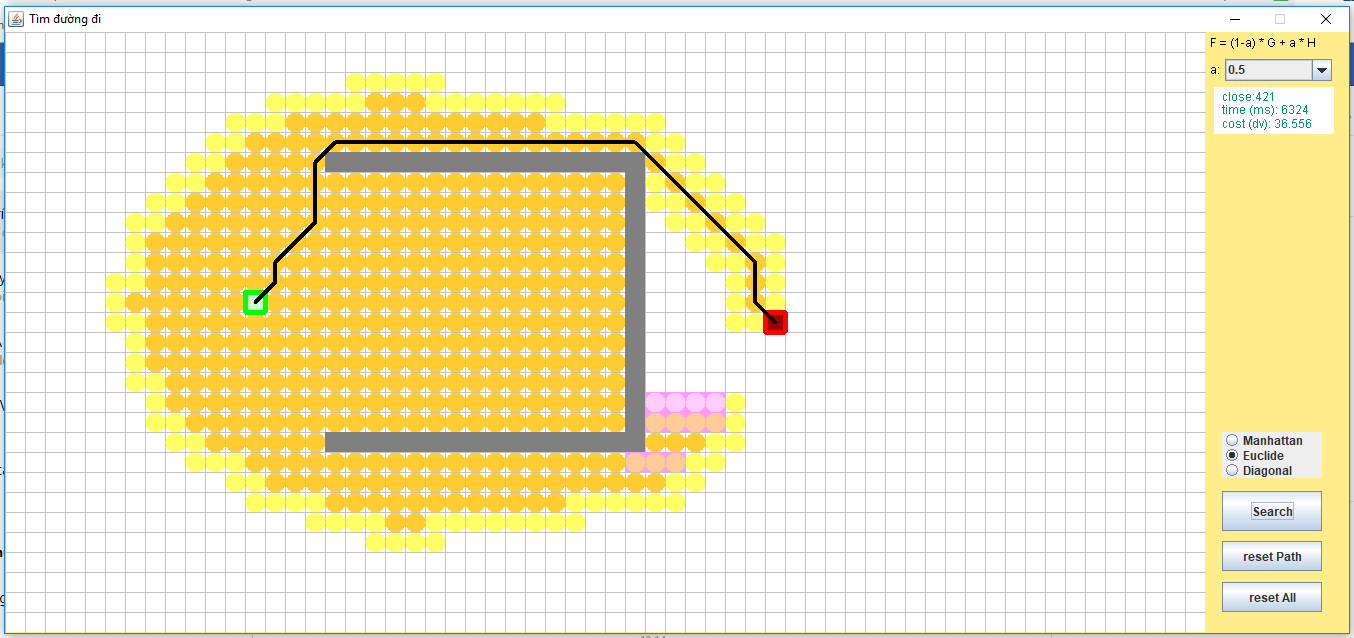 Tìm đường đi
F = (1-a) * G + a * H
a: 0.5
close:421
time (ms): 6324
cost (dv): 36.556
Manhattan
Euclide
Diagonal
Search
reset Path
reset All